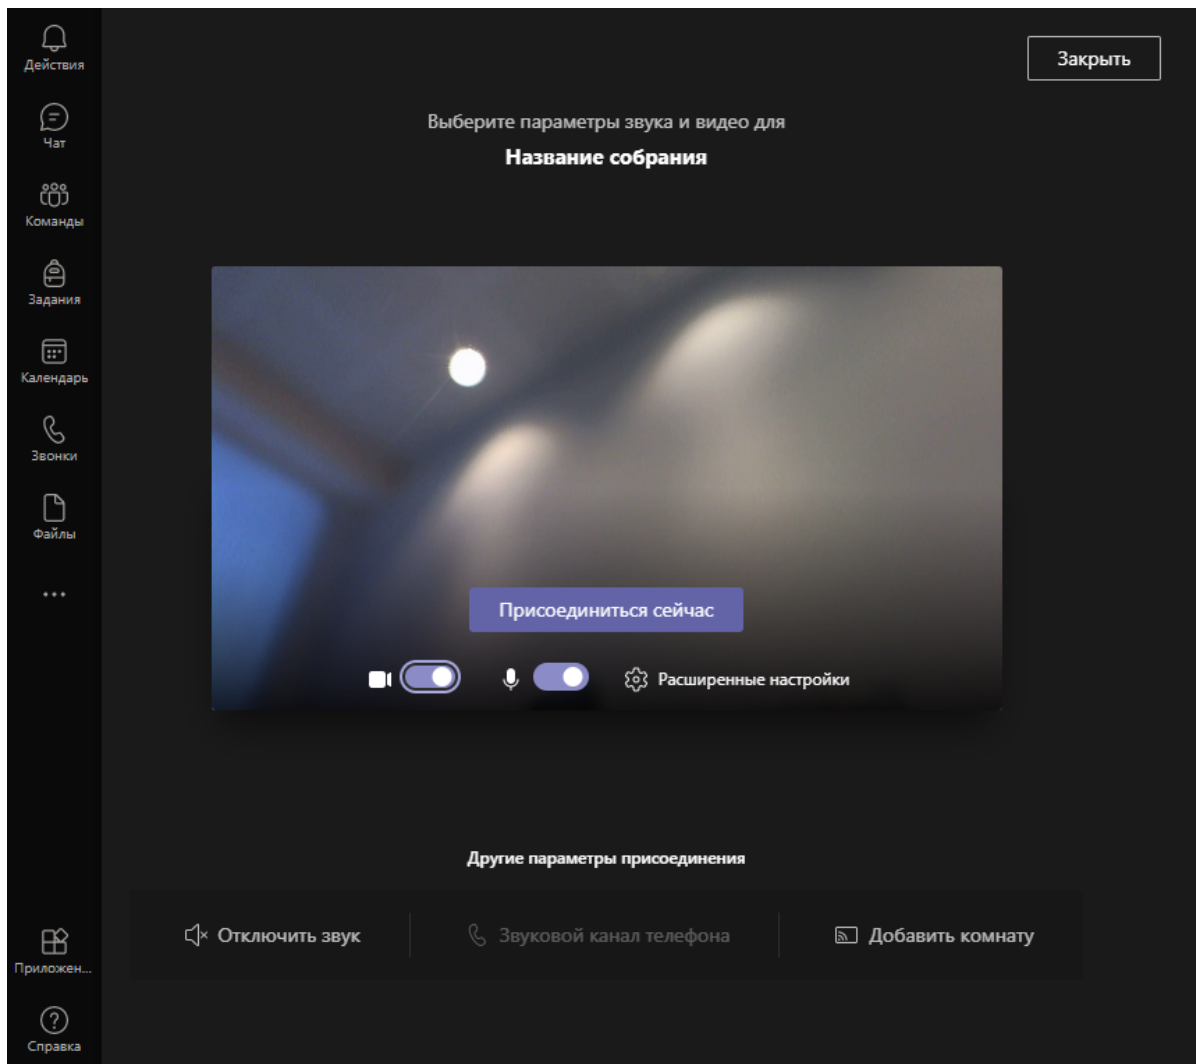 Действия
Чат
Команды
Задания
Календарь
Звонки
Файлы
Приложен...
Справка
Закрыть
Выберите параметры звука и видео для
Название собрания
Присоединиться сейчас
Расширенные настройки
Другие параметры присоединения
Отключить звук
Звуковой канал телефона
Добавить комнату